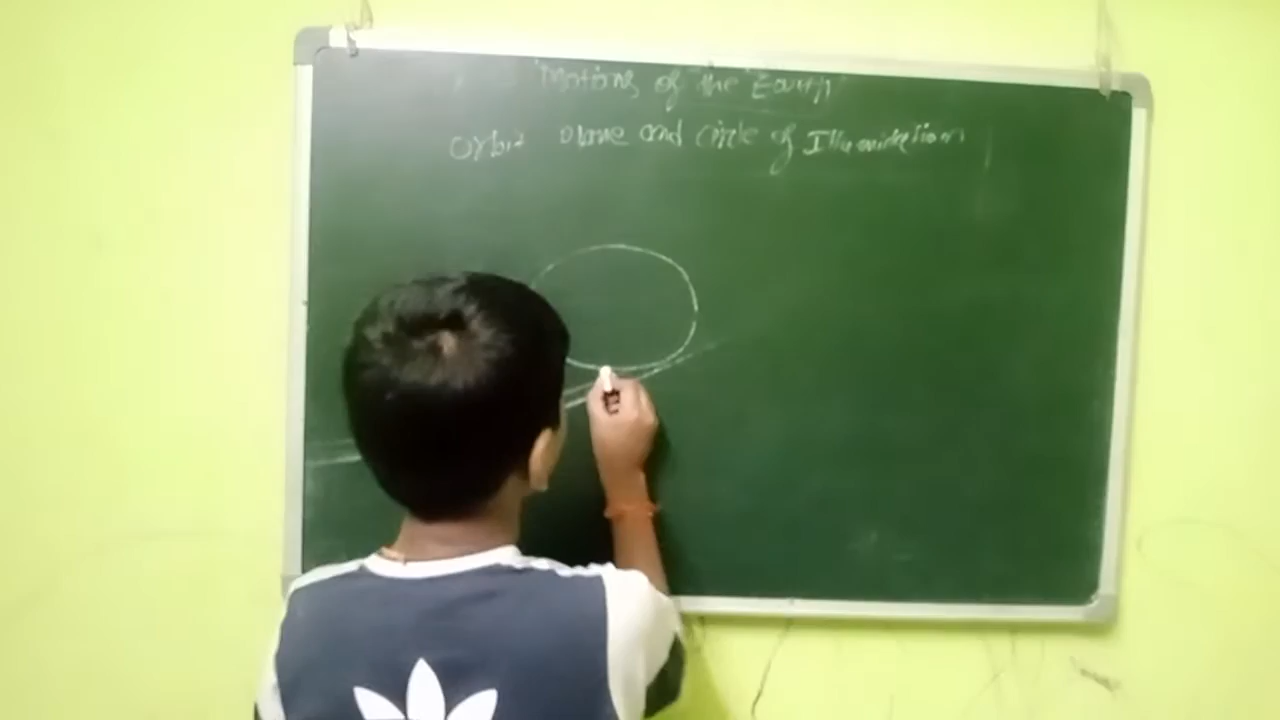 Motions of the Earth
Orbit plane and circle of Illumination